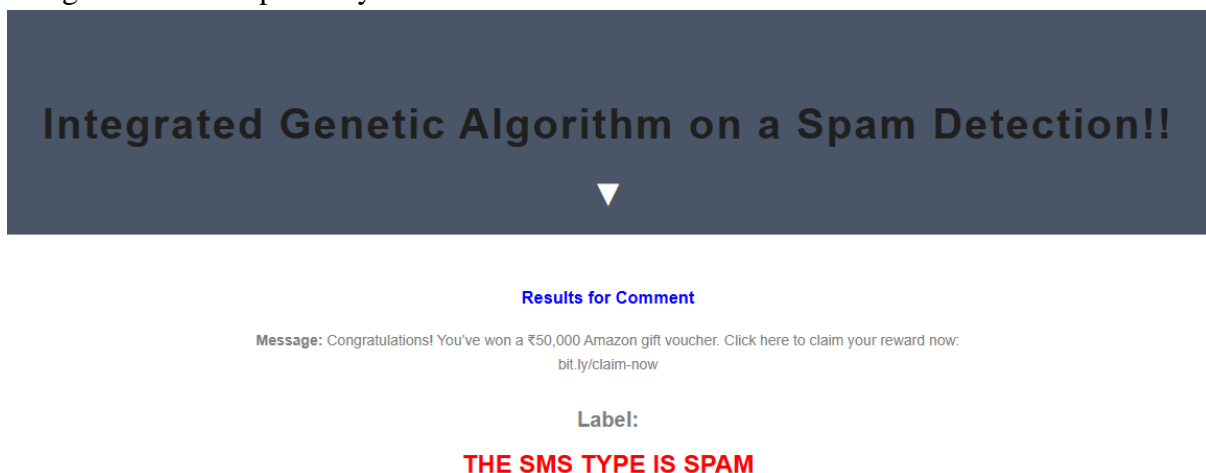 Integrated Genetic Algorithm on a Spam Detection!!
Results for Comment
Message: Congratulations! You've won a ₹50,000 Amazon gift voucher. Click here to claim your reward now:
bit.ly/claim-now
Label:
THE SMS TYPE IS SPAM